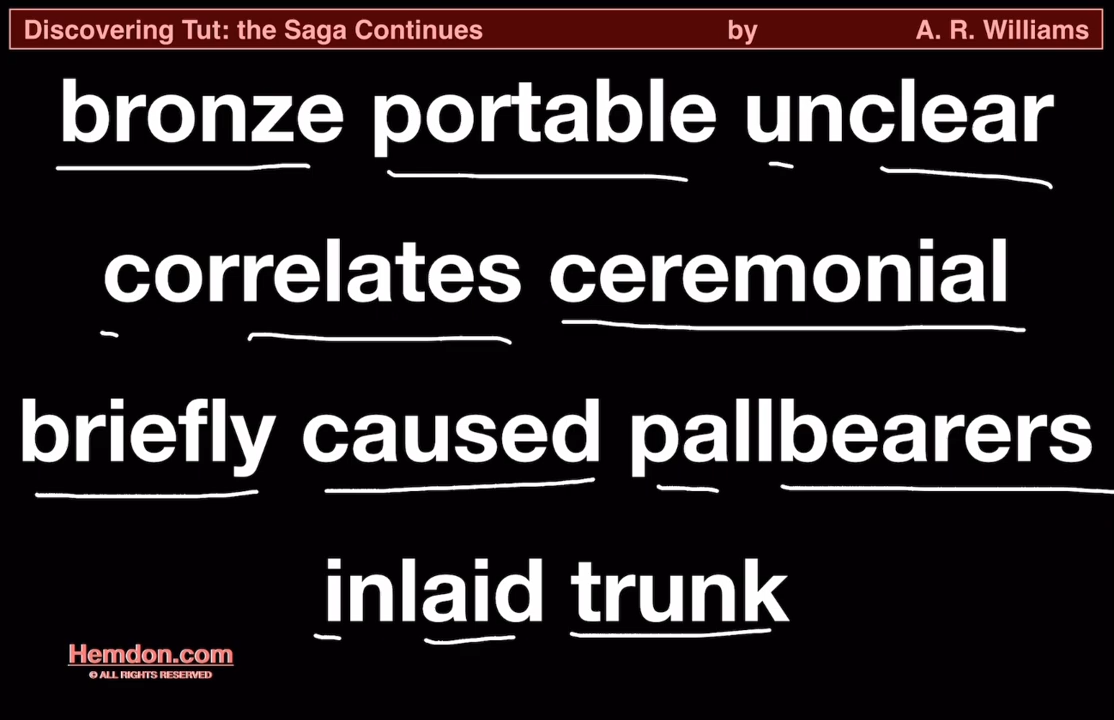 Discovering Tut: the Saga Continues by A. R. Williams
bronze portable unclear
correlates ceremonial
briefly caused pallbearers
inlaid trunk
Hemdon.com
© ALL RIGHTS RESERVED